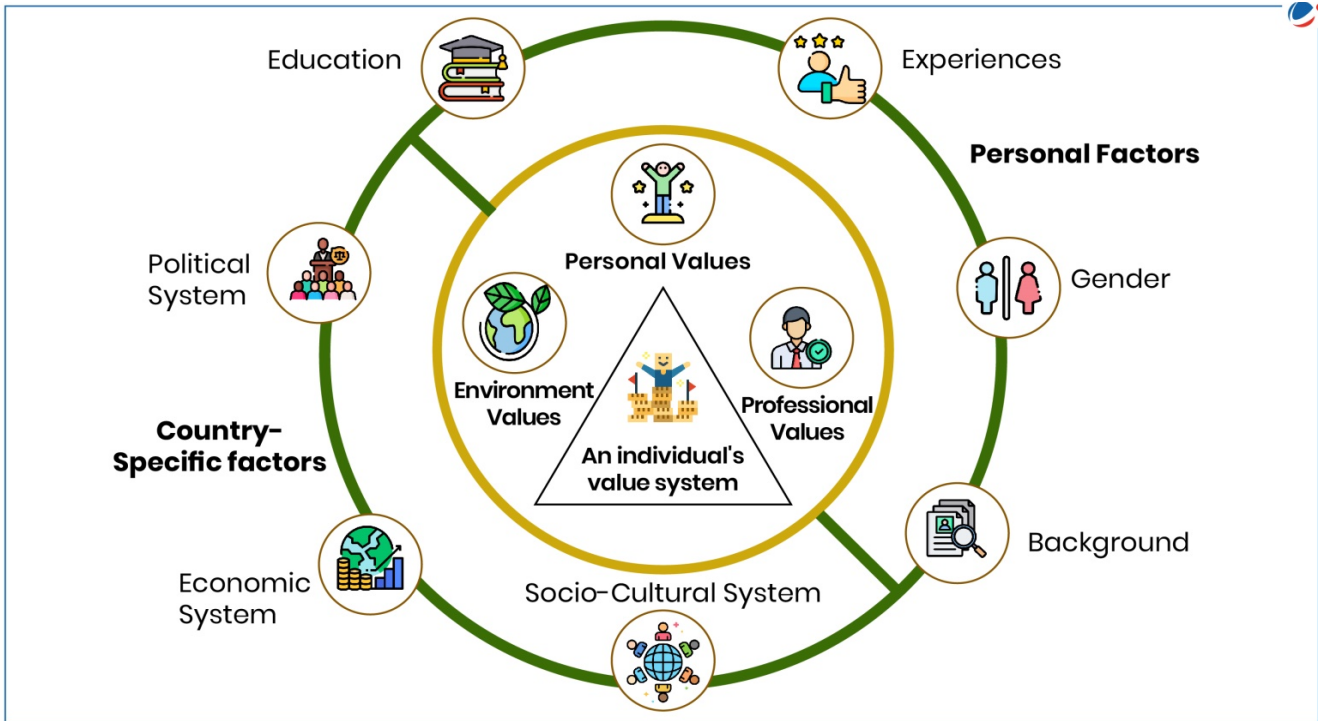 Education
Experiences
Personal Factors
Personal Values
Political
System
Gender
Environment
Values
Professional
Values
Country-
Specific factors
An individual's
value system
Background
Economic
System
Socio-Cultural System